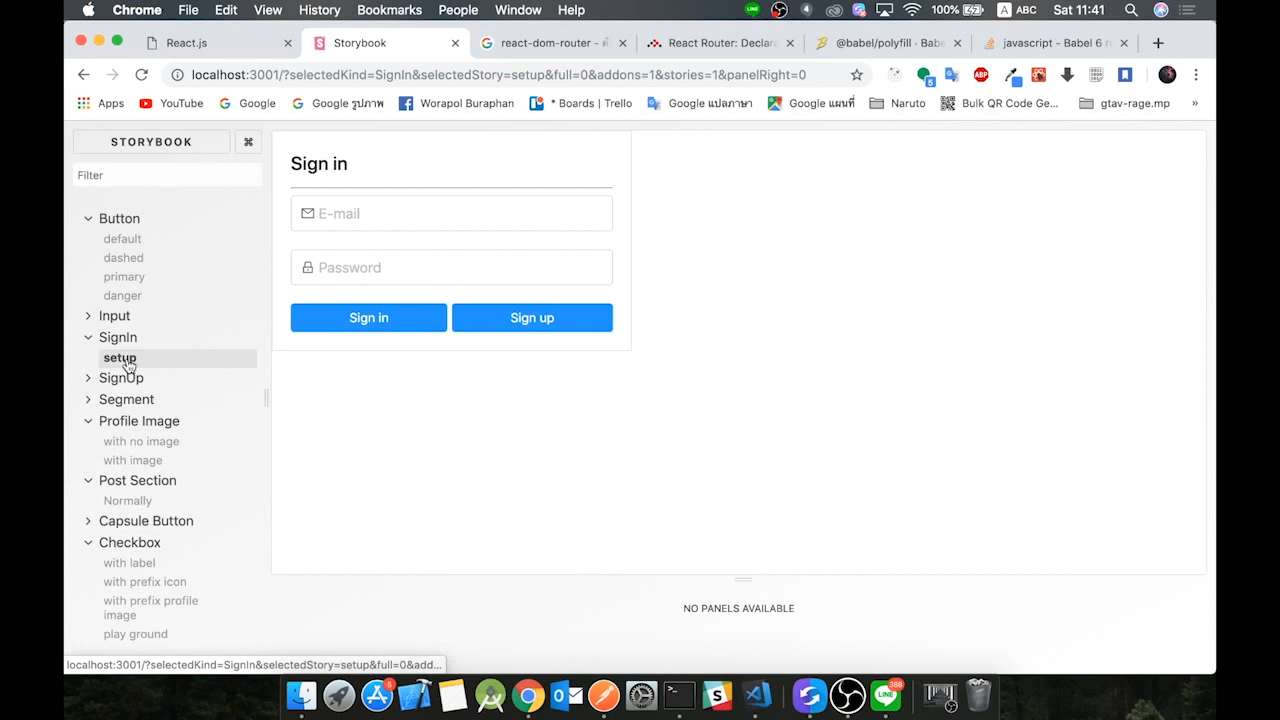 Chrome File Edit View History Bookmarks People Window Help 100% A ABC Sat 11:41
React.js Storybook react-dom-router - ค้ React Router: Declara @babel/polyfill · Babe javascript - Babel 6 re
localhost:3001/?selectedKind=SignIn&selectedStory=setup&full=0&addons=1&stories=1&panelRight=0
Apps YouTube Google Google รูปภาพ Worapol Buraphan * Boards | Trello Google แปลภาษา Google แผนที่ Naruto Bulk QR Code Ge... gtav-rage.mp »
STORYBOOK ⌘
Filter
Button
default
dashed
primary
danger
Input
SignIn
setup
SignUp
Segment
Profile Image
with no image
with image
Post Section
Normally
Capsule Button
Checkbox
with label
with prefix icon
with prefix profile
image
play ground
Sign in
E-mail
Password
Sign in Sign up
NO PANELS AVAILABLE
localhost:3001/?selectedKind=SignIn&selectedStory=setup&full=0&add...